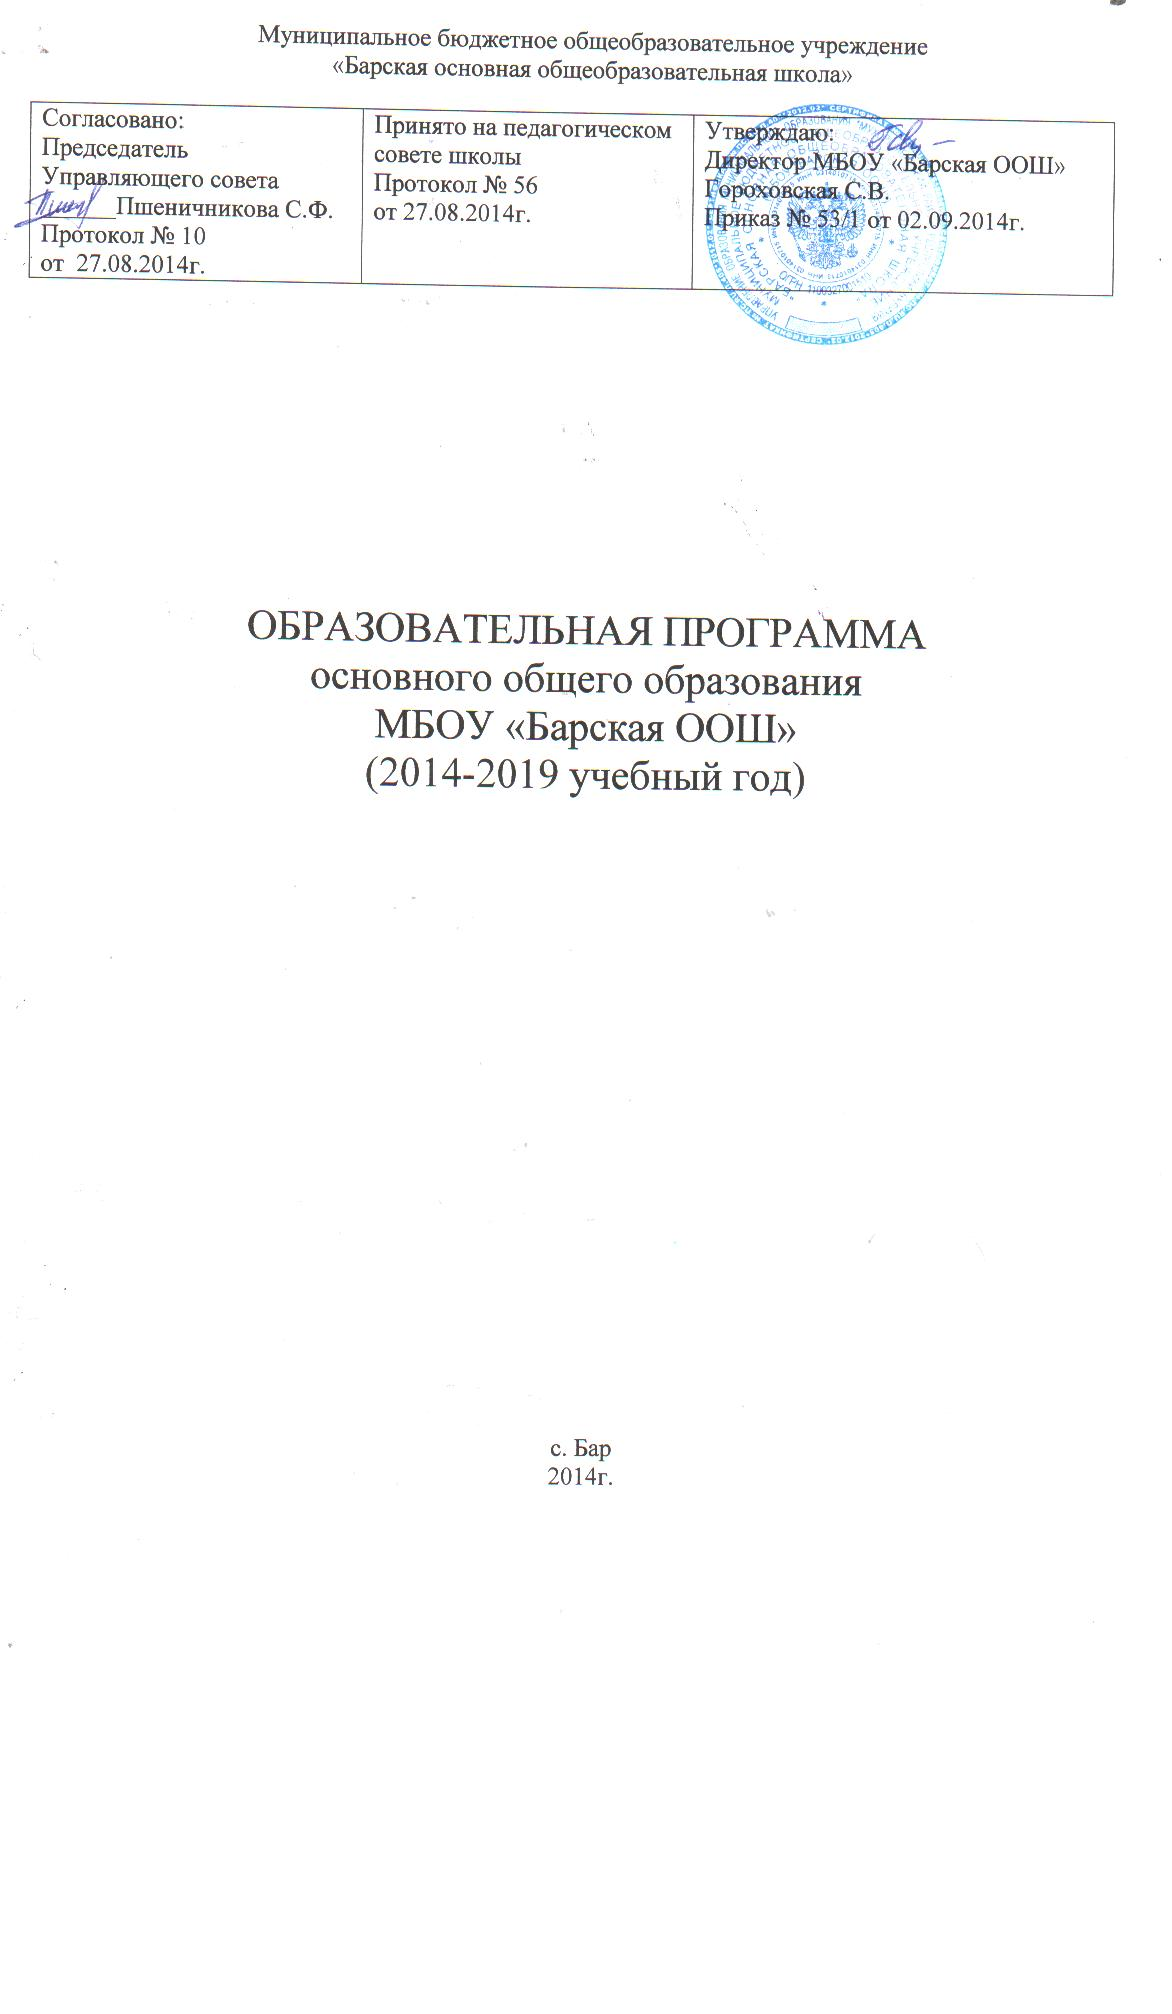 Муниципальное бюджетное общеобразовательное учреждение
«Барская основная общеобразовательная школа»
Согласовано:
Председатель
Управляющего совета
______Пшеничникова С.Ф.
Протокол № 10
от 27.08.2014г.
Принято на педагогическом
совете школы
Протокол № 56
от 27.08.2014г.
Утверждаю:
Директор МБОУ «Барская ООШ»
Гороховская С.В.
Приказ № 53/1 от 02.09.2014г.
ОБРАЗОВАТЕЛЬНАЯ ПРОГРАММА
основного общего образования
МБОУ «Барская ООШ»
(2014-2019 учебный год)
с. Бар
2014г.